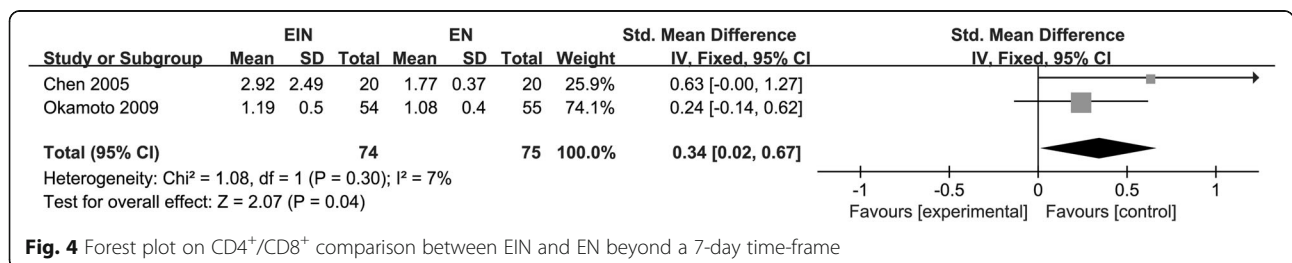 EIN EN Std. Mean Difference Std. Mean Difference
Study or Subgroup Mean SD Total Mean SD Total Weight IV, Fixed, 95% CI IV, Fixed, 95% CI
Chen 2005 2.92 2.49 20 1.77 0.37 20 25.9% 0.63 [-0.00, 1.27]
Okamoto 2009 1.19 0.5 54 1.08 0.4 55 74.1% 0.24 [-0.14, 0.62]
Total (95% CI) 74 75 100.0% 0.34 [0.02, 0.67]
Heterogeneity: Chi² = 1.08, df = 1 (P = 0.30); I² = 7%
Test for overall effect: Z = 2.07 (P = 0.04)
-1 -0.5 0 0.5 1
Favours [experimental] Favours [control]
Fig. 4 Forest plot on CD4⁺/CD8⁺ comparison between EIN and EN beyond a 7-day time-frame